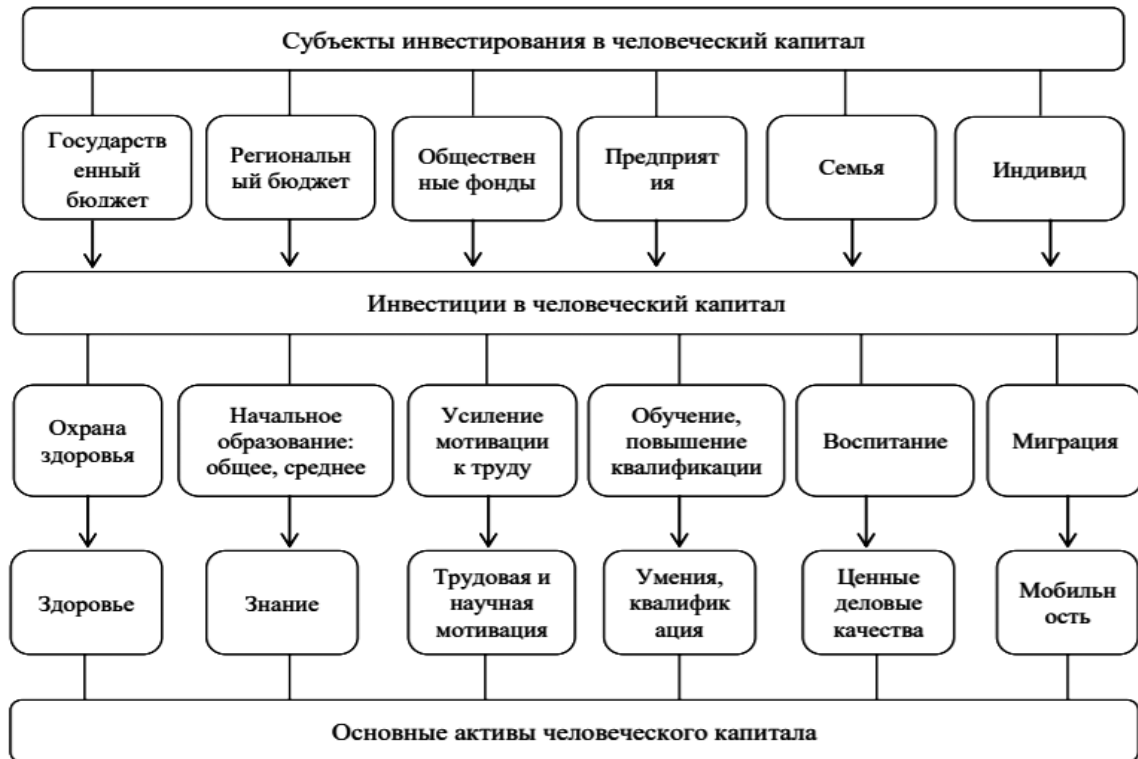 Субъекты инвестирования в человеческий капитал
Государств
енный
бюджет
Региональн
ый бюджет
Обществен
ные фонды
Предприят
ия
Семья
Индивид
Инвестиции в человеческий капитал
Охрана
здоровья
Начальное
образование:
общее, среднее
Усиление
мотивации
к труду
Обучение,
повышение
квалификации
Воспитание
Миграция
Здоровье
Знание
Трудовая и
научная
мотивация
Умения,
квалифик
ация
Ценные
деловые
качества
Мобильн
ость
Основные активы человеческого капитала